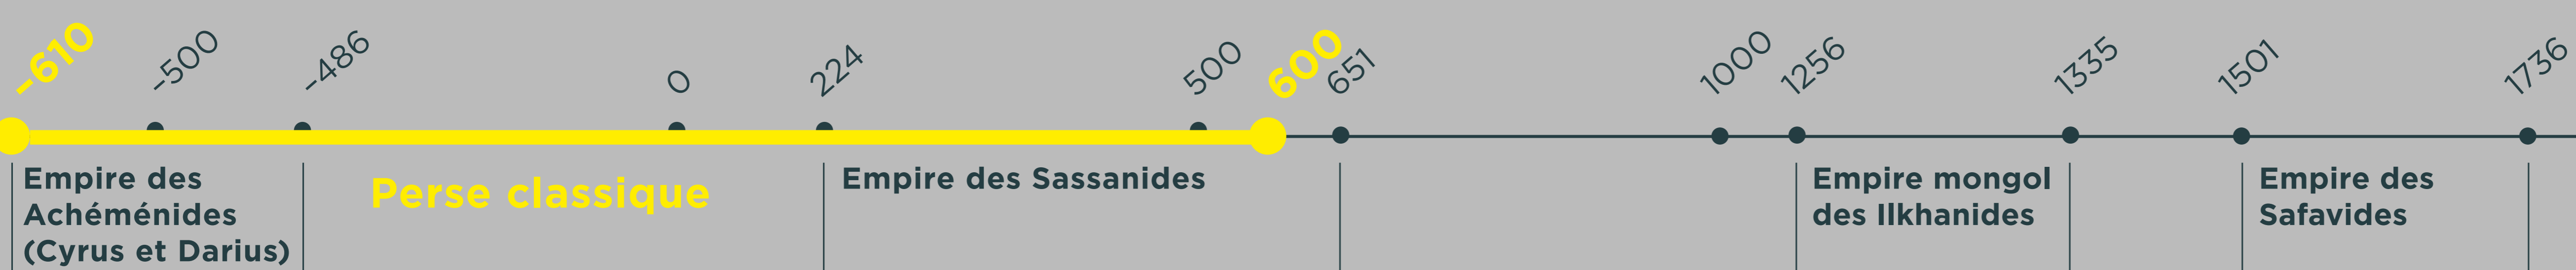 -610
-500
-486
0
224
500
600
651
1000
1256
1335
1501
1736
Empire des
Achéménides
(Cyrus et Darius)
Perse classique
Empire des Sassanides
Empire mongol
des Ilkhanides
Empire des
Safavides